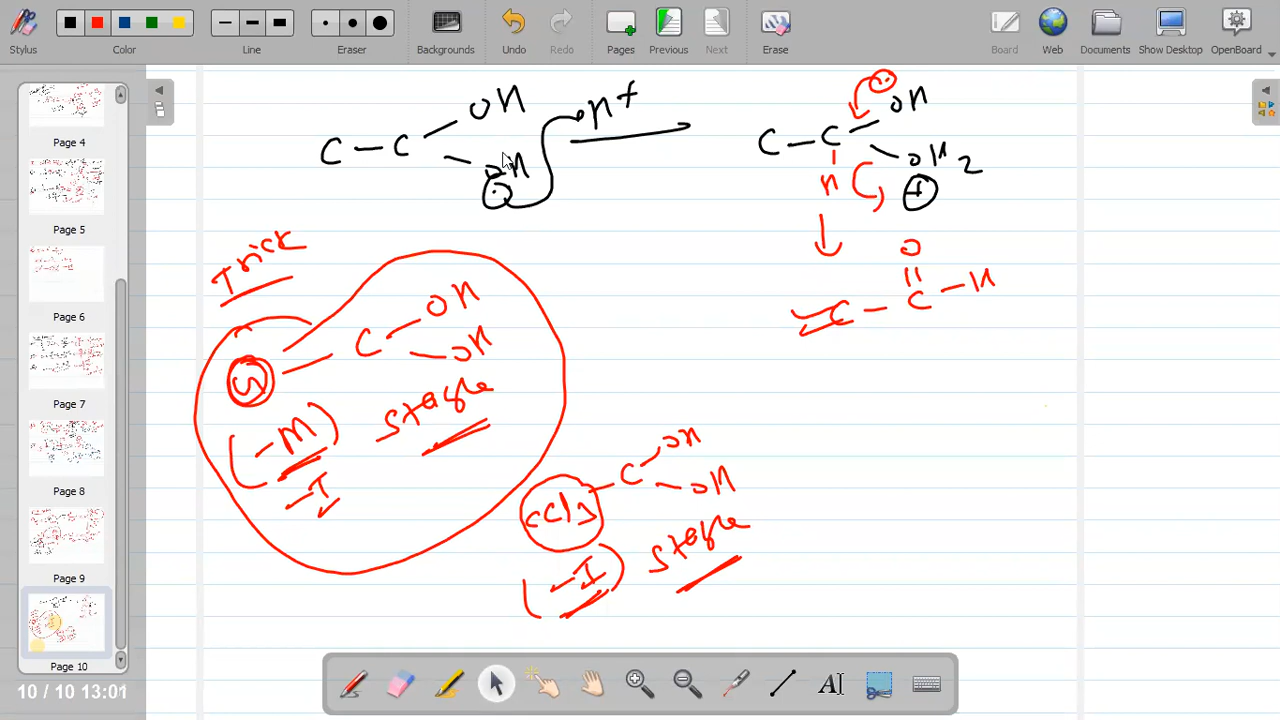 Stylus
Color
Line
Eraser
Backgrounds
Undo
Redo
Pages
Previous
Next
Erase
Board
Web
Documents
Show Desktop
OpenBoard
Page 4
Page 5
Page 6
Page 7
Page 8
Page 9
Page 10
10 / 10 13:01
C – C
OH
OH
H+
C – C
OH
OH2
+
H
O
C – C – H
Trick
G
C
OH
OH
(-M)
-I
stable
CCl3
C
OH
OH
(-I)
stable